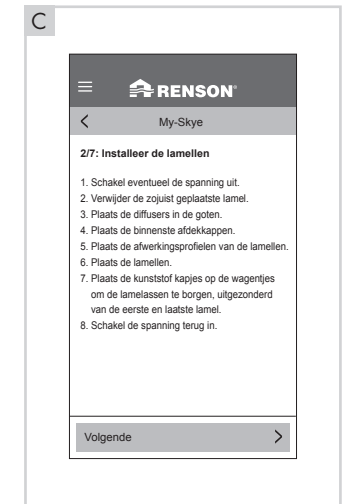 C
RENSON®
My-Skye
2/7: Installeer de lamellen
1. Schakel eventueel de spanning uit.
2. Verwijder de zojuist geplaatste lamel.
3. Plaats de diffusers in de goten.
4. Plaats de binnenste afdekkappen.
5. Plaats de afwerkingsprofielen van de lamellen.
6. Plaats de lamellen.
7. Plaats de kunststof kapjes op de wagentjes
om de lamelassen te borgen, uitgezonderd
van de eerste en laatste lamel.
8. Schakel de spanning terug in.
Volgende